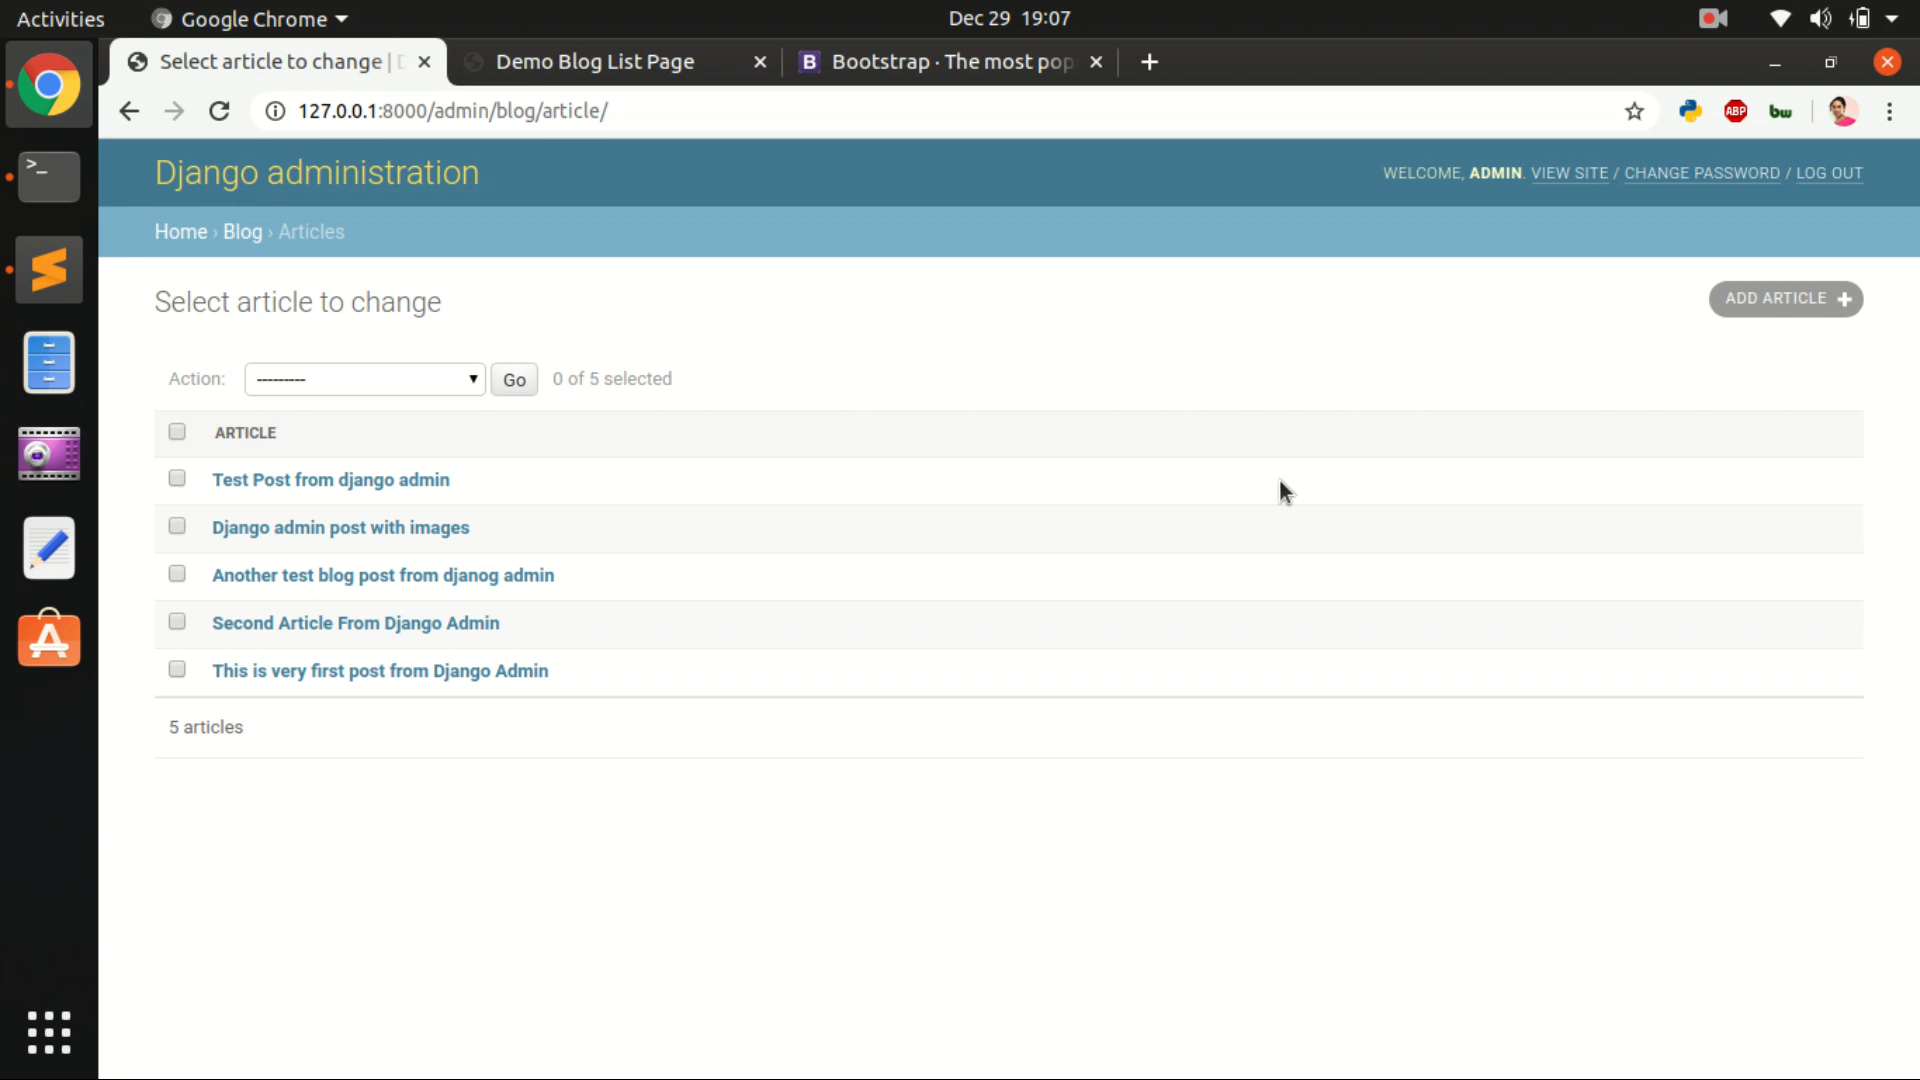 Activities Google Chrome Dec 29 19:07
Select article to change | Demo Blog List Page B Bootstrap · The most pop
127.0.0.1:8000/admin/blog/article/ ABP bw
Django administration WELCOME, ADMIN. VIEW SITE / CHANGE PASSWORD / LOG OUT
Home › Blog › Articles
Select article to change ADD ARTICLE +
Action: --------- Go 0 of 5 selected
ARTICLE
Test Post from django admin
Django admin post with images
Another test blog post from djanog admin
Second Article From Django Admin
This is very first post from Django Admin
5 articles